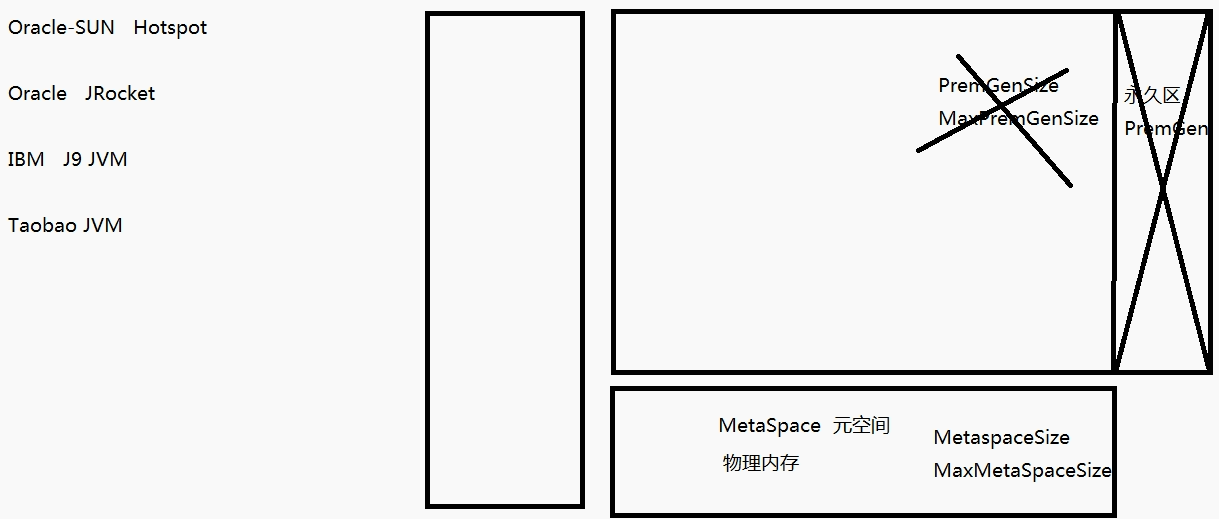 Oracle-SUN Hotspot
Oracle JRocket
IBM J9 JVM
Taobao JVM
PremGenSize
MaxPremGenSize
永久区
PremGen
MetaSpace 元空间
物理内存
MetaspaceSize
MaxMetaSpaceSize